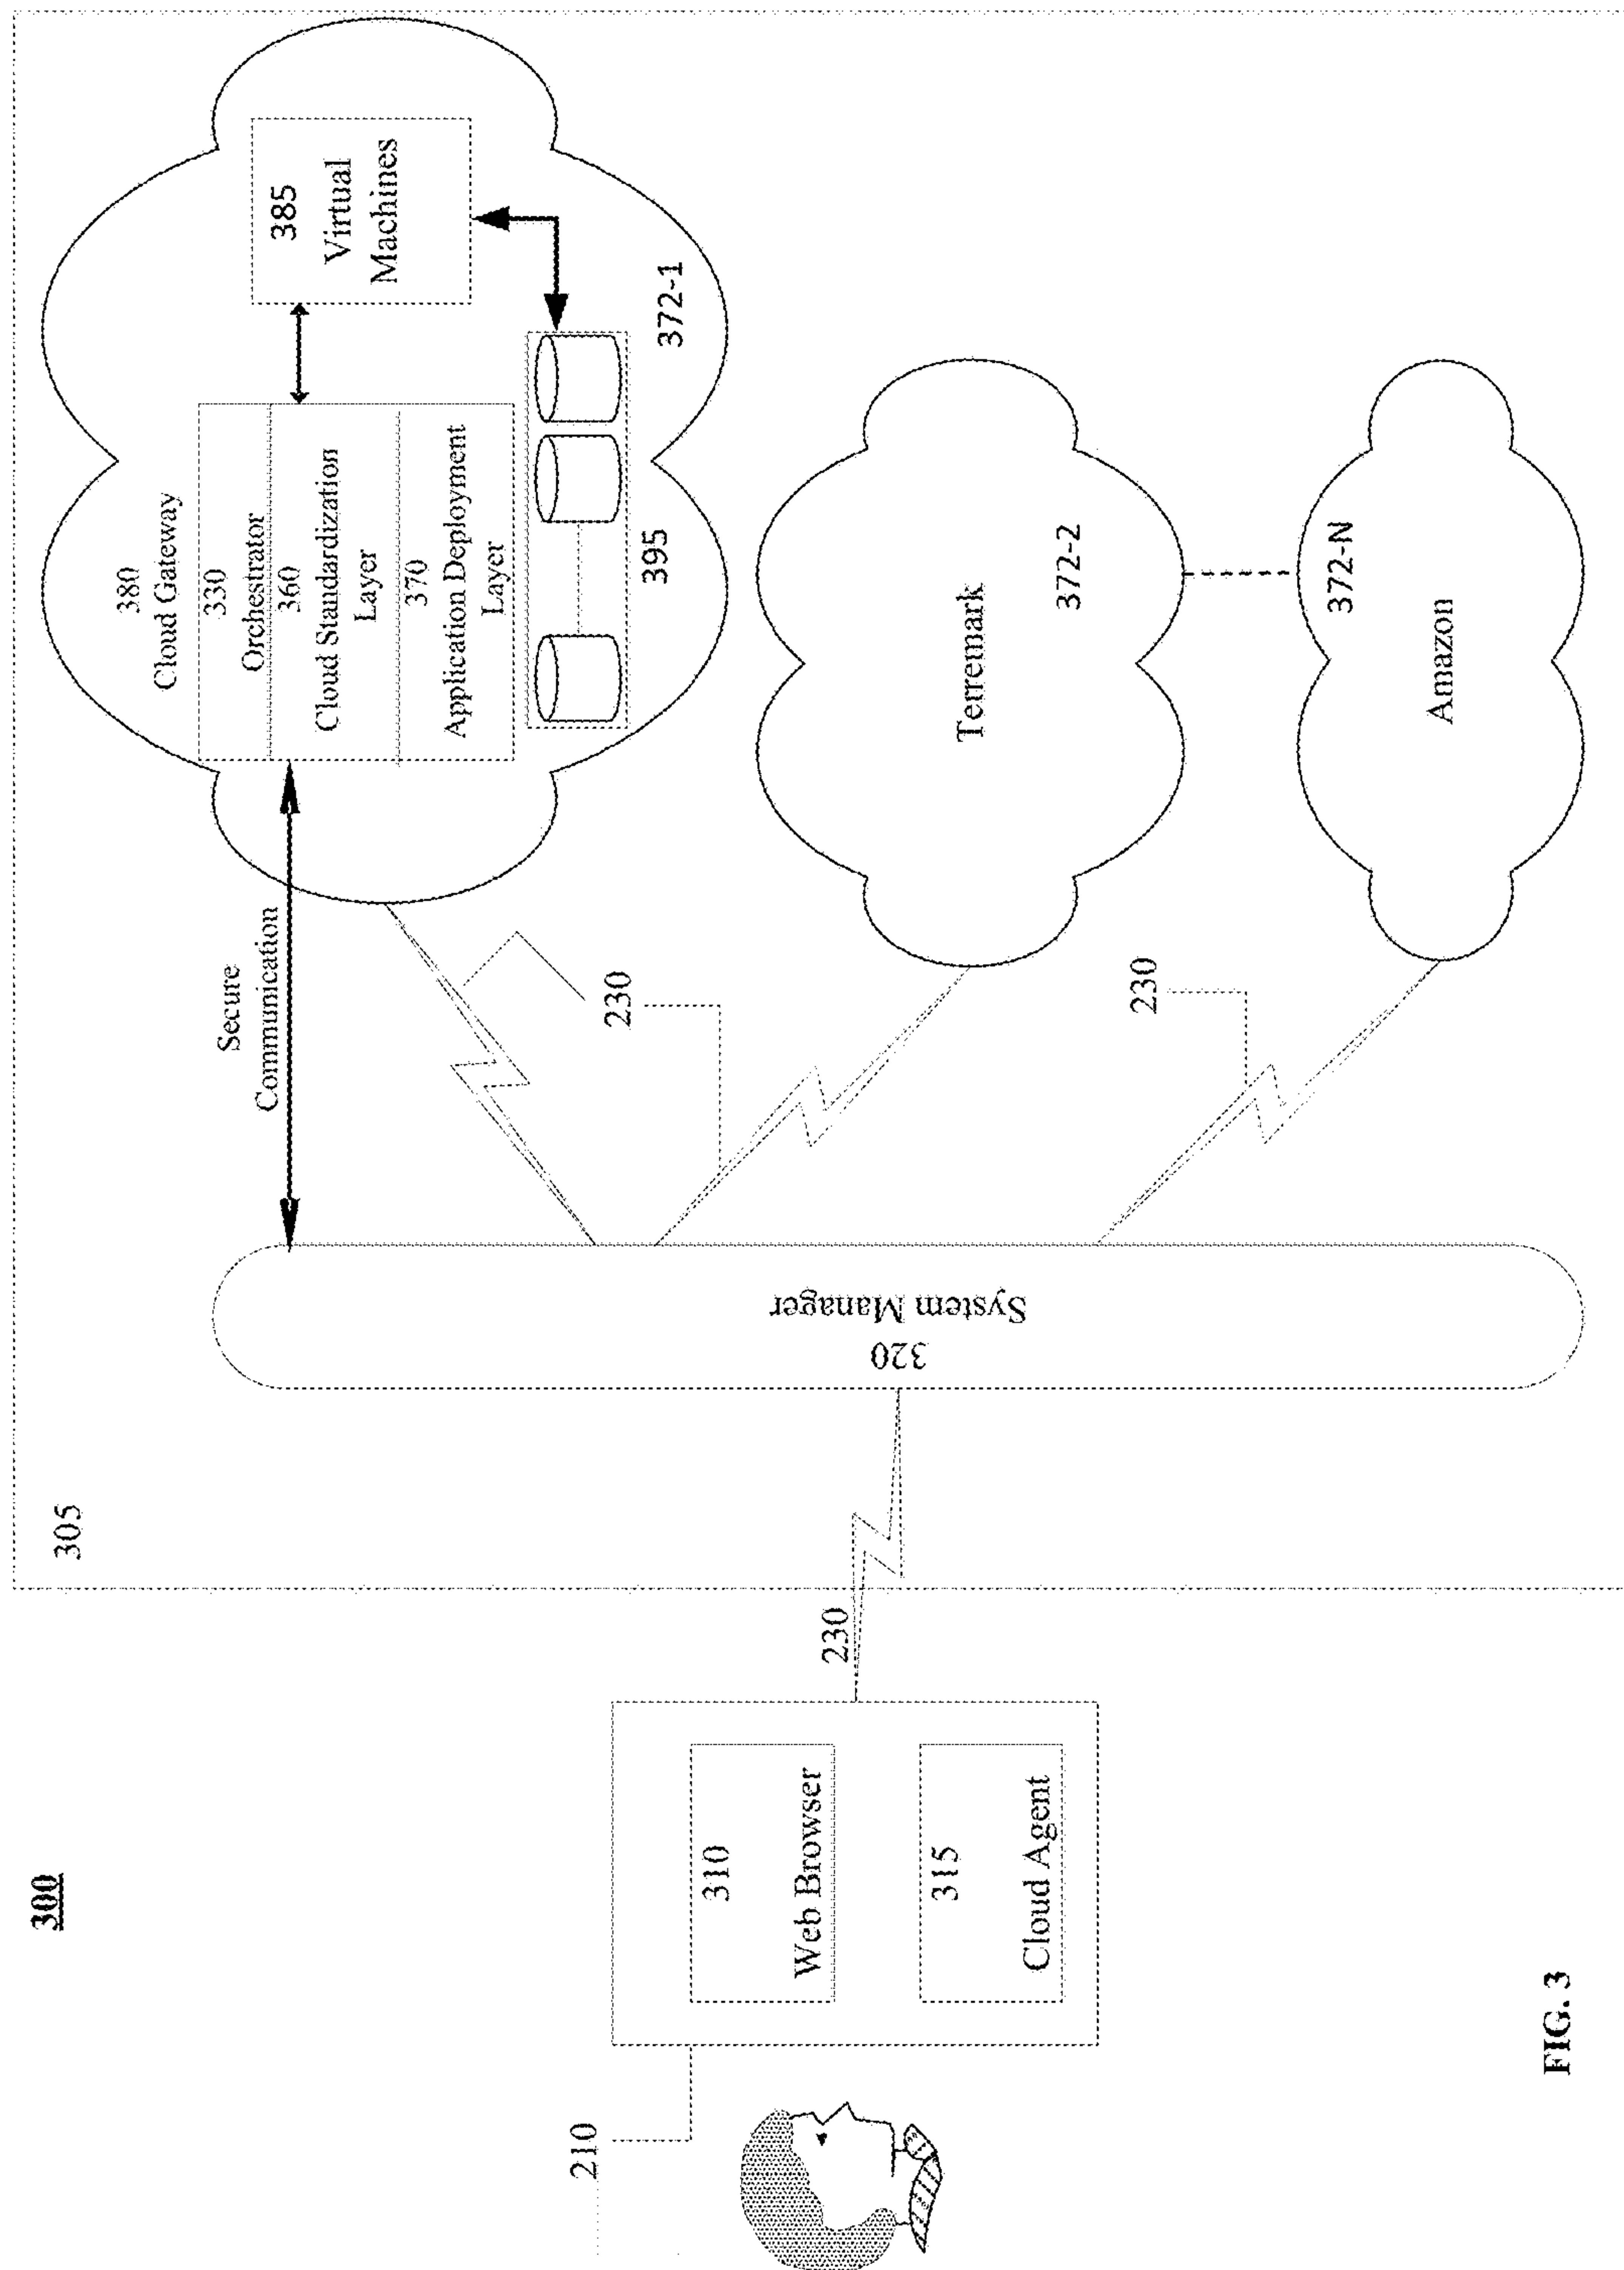 300
305
210
310
Web Browser
315
Cloud Agent
230
320
System Manager
Secure
Communication
230
230
380
Cloud Gateway
330
Orchestrator
360
Cloud Standardization
Layer
370
Application Deployment
Layer
385
Virtual
Machines
395
372-1
Terremark
372-2
Amazon
372-N
FIG. 3